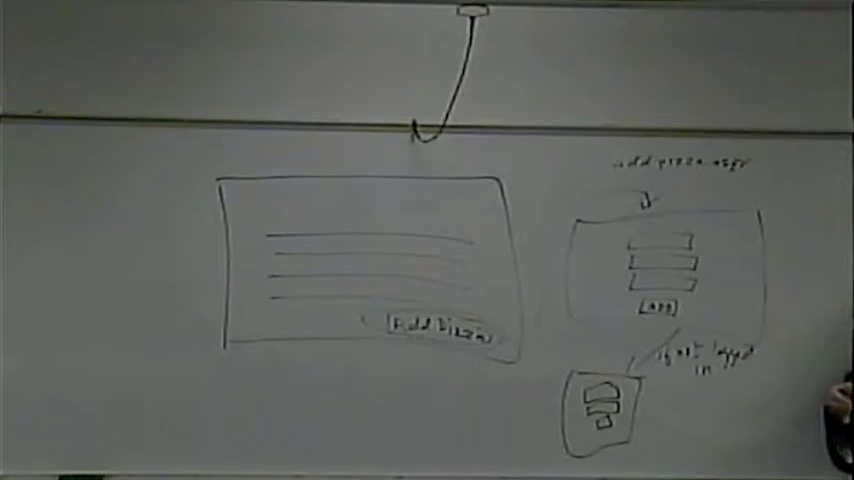 add pizza.aspx
Add Pizza
ADD
if not logged
in